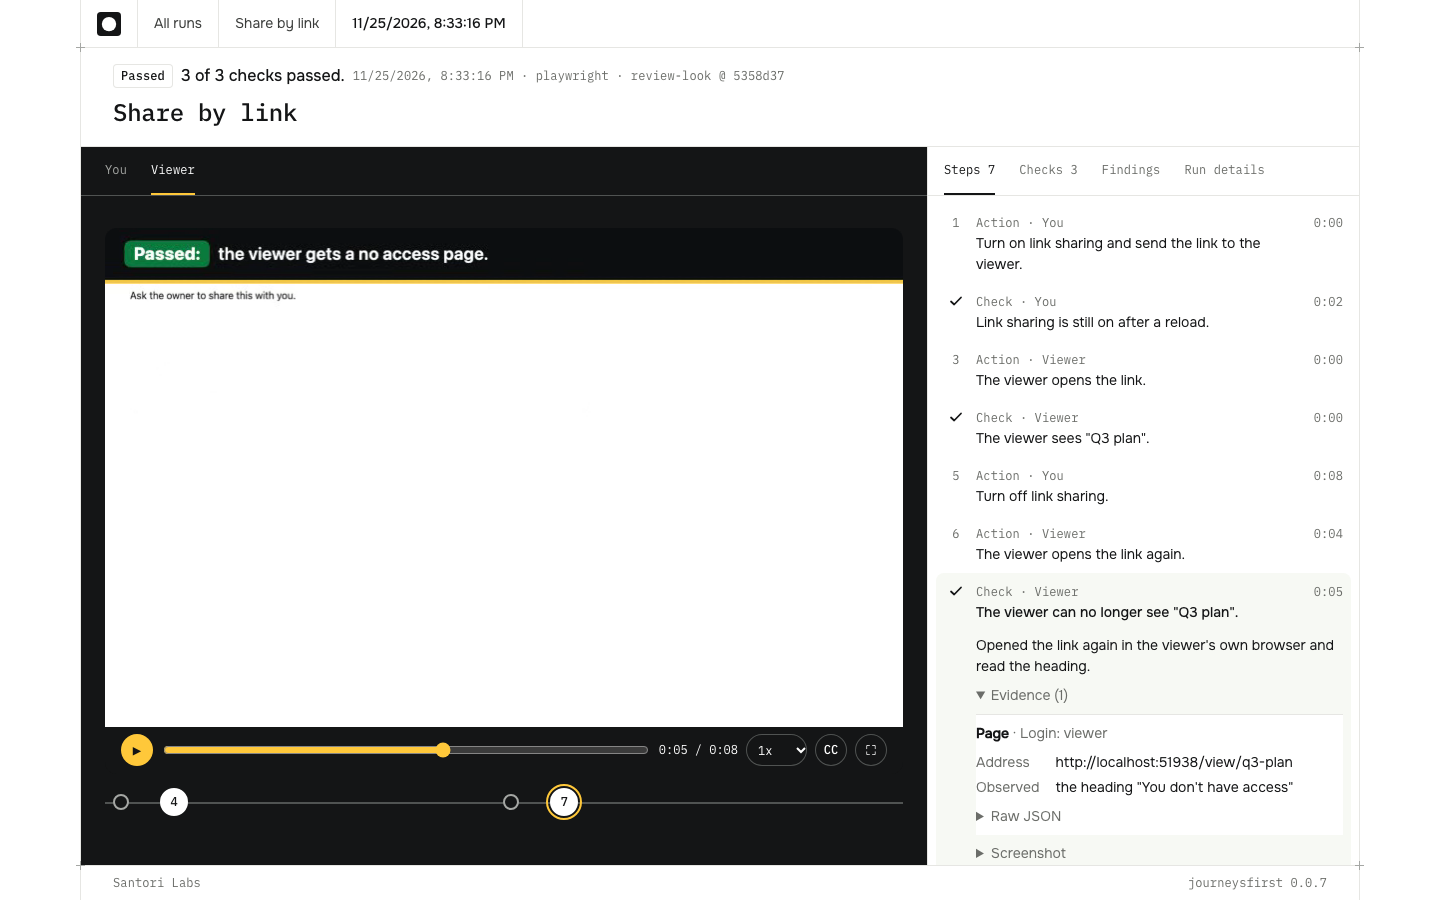 All runs
Share by link
11/25/2026, 8:33:16 PM
Passed 3 of 3 checks passed. 11/25/2026, 8:33:16 PM · playwright · review-look @ 5358d37
Share by link
You
Viewer
Passed: the viewer gets a no access page.
Ask the owner to share this with you.
0:05 / 0:08
1x
CC
4
7
Steps 7
Checks 3
Findings
Run details
1 Action · You 0:00
Turn on link sharing and send the link to the
viewer.
Check · You 0:02
Link sharing is still on after a reload.
3 Action · Viewer 0:00
The viewer opens the link.
Check · Viewer 0:00
The viewer sees "Q3 plan".
5 Action · You 0:08
Turn off link sharing.
6 Action · Viewer 0:04
The viewer opens the link again.
Check · Viewer 0:05
The viewer can no longer see "Q3 plan".
Opened the link again in the viewer's own browser and
read the heading.
Evidence (1)
Page · Login: viewer
Address http://localhost:51938/view/q3-plan
Observed the heading "You don't have access"
Raw JSON
Screenshot
Santori Labs
journeysfirst 0.0.7